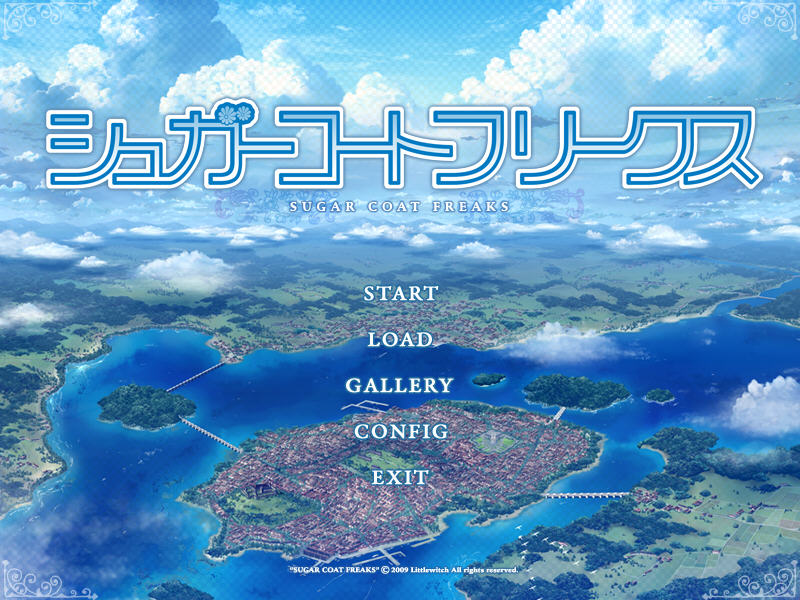 シュガーコートフリークス
SUGAR COAT FREAKS
START
LOAD
GALLERY
CONFIG
EXIT
"SUGAR COAT FREAKS" © 2009 Littlewitch All rights reserved.